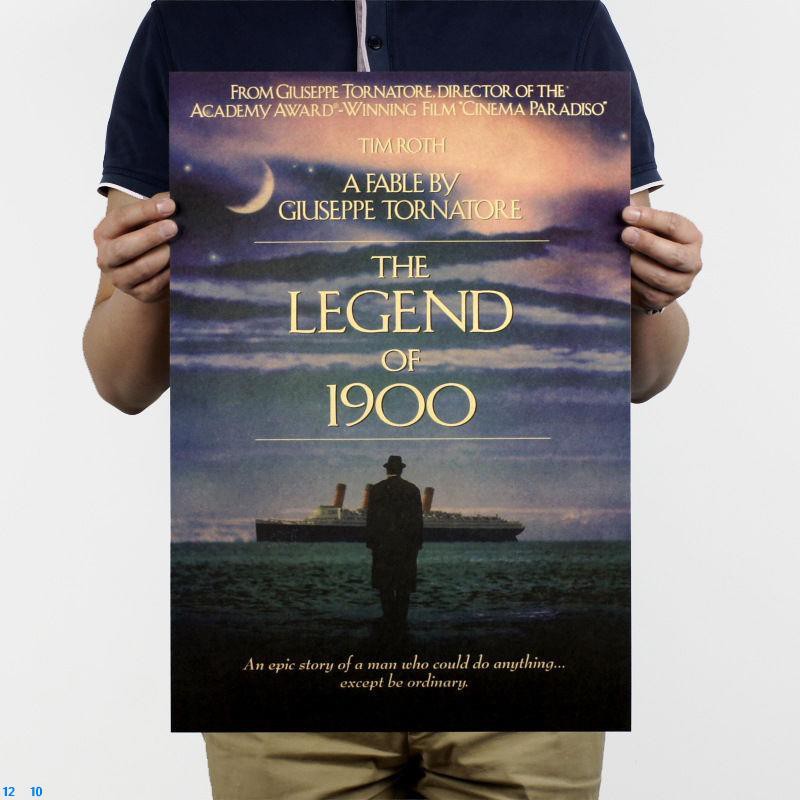 FROM GIUSEPPE TORNATORE, DIRECTOR OF THE
ACADEMY AWARD®-WINNING FILM "CINEMA PARADISO"
TIM ROTH
A FABLE BY
GIUSEPPE TORNATORE
THE
LEGEND
OF
1900
An epic story of a man who could do anything...
except be ordinary.
12 10